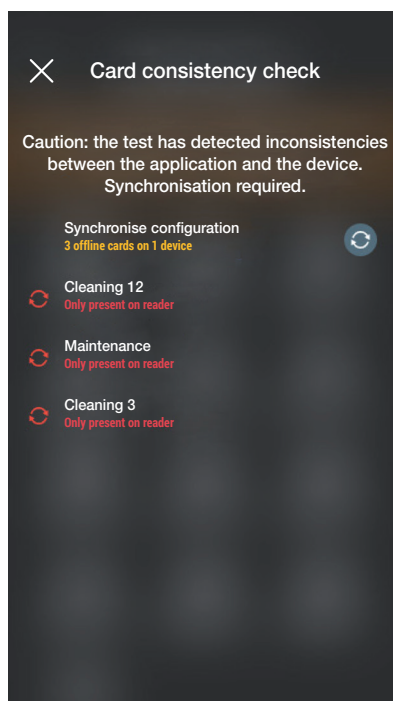 Card consistency check
Caution: the test has detected inconsistencies
between the application and the device.
Synchronisation required.
Synchronise configuration
3 offline cards on 1 device
Cleaning 12
Only present on reader
Maintenance
Only present on reader
Cleaning 3
Only present on reader